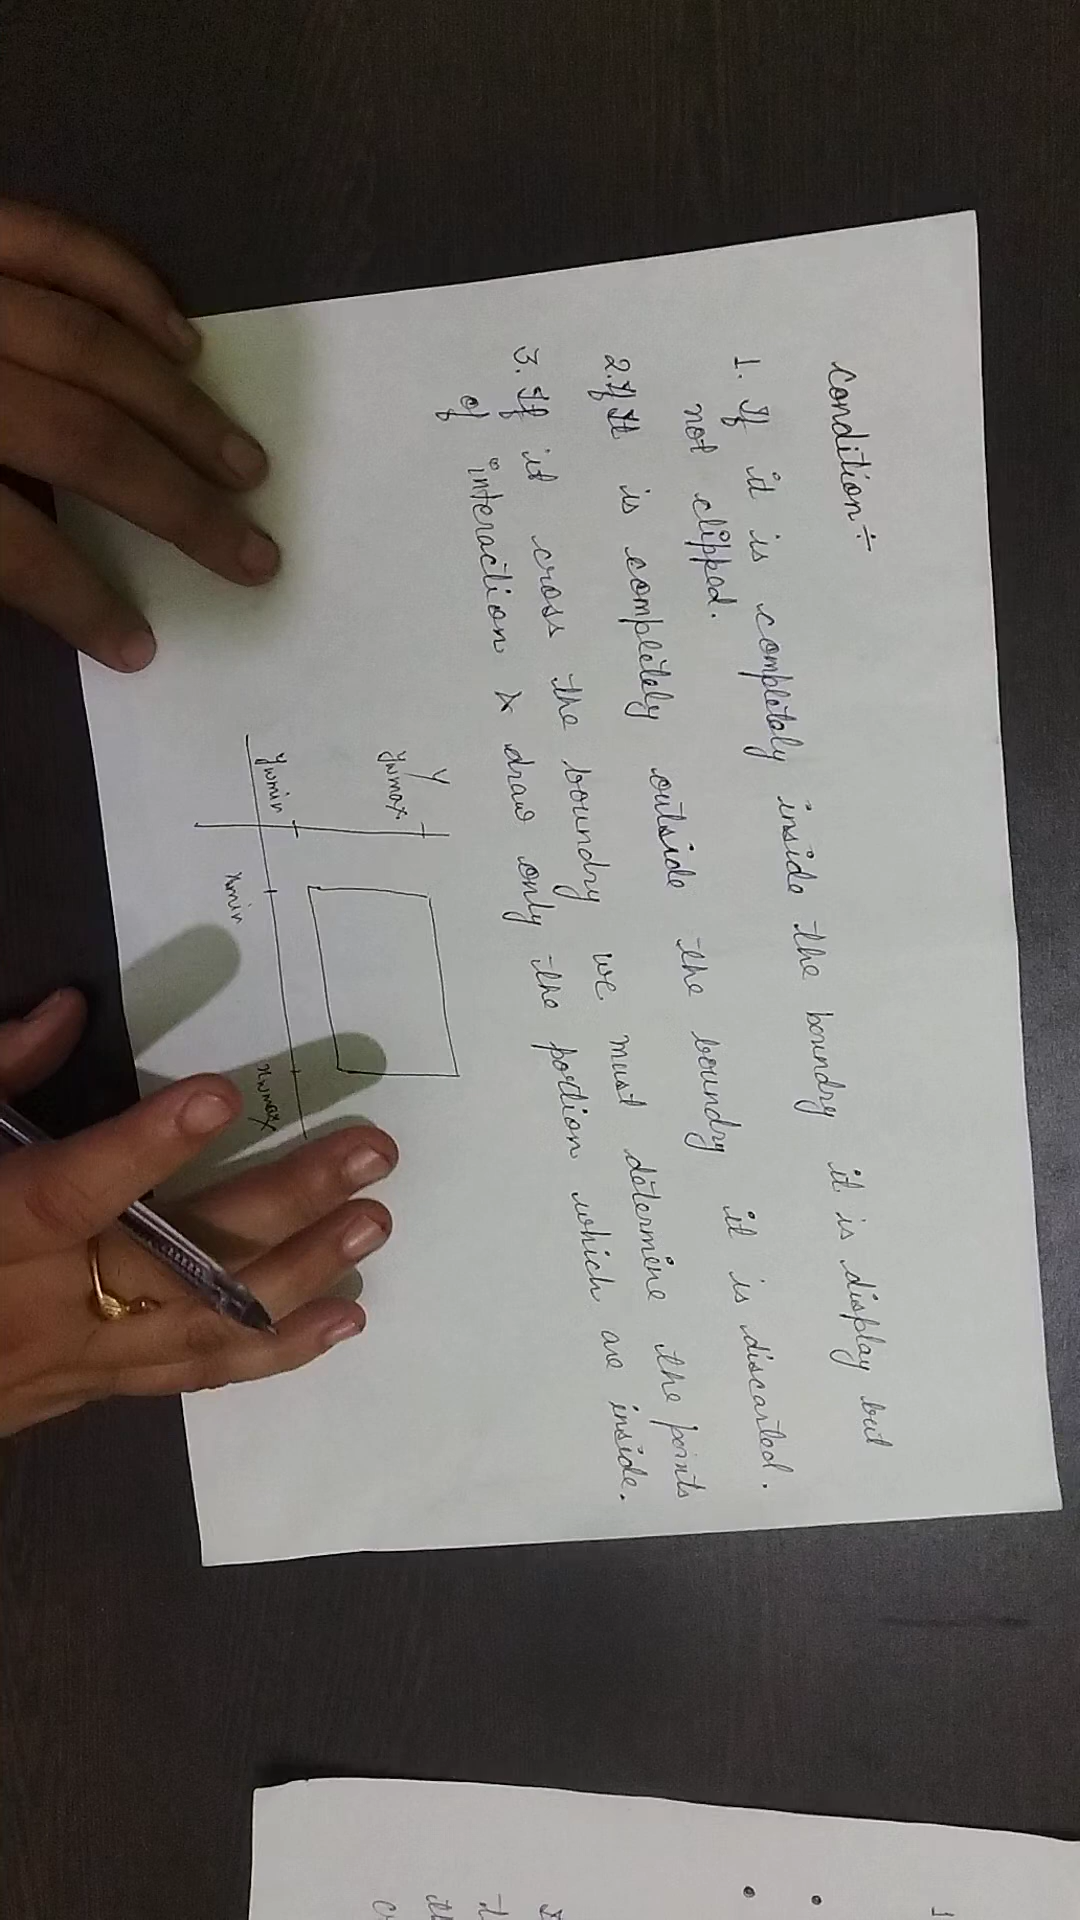 Condition ÷
1. If it is completely inside the boundry it is display but
not clipped.
2. If It is completely outside the boundry it is discarted.
3. If it cross the boundry we must determine the points
of interaction & draw only the portion which are inside.
y
ywmax
ywmin
xmin
xwmax
1